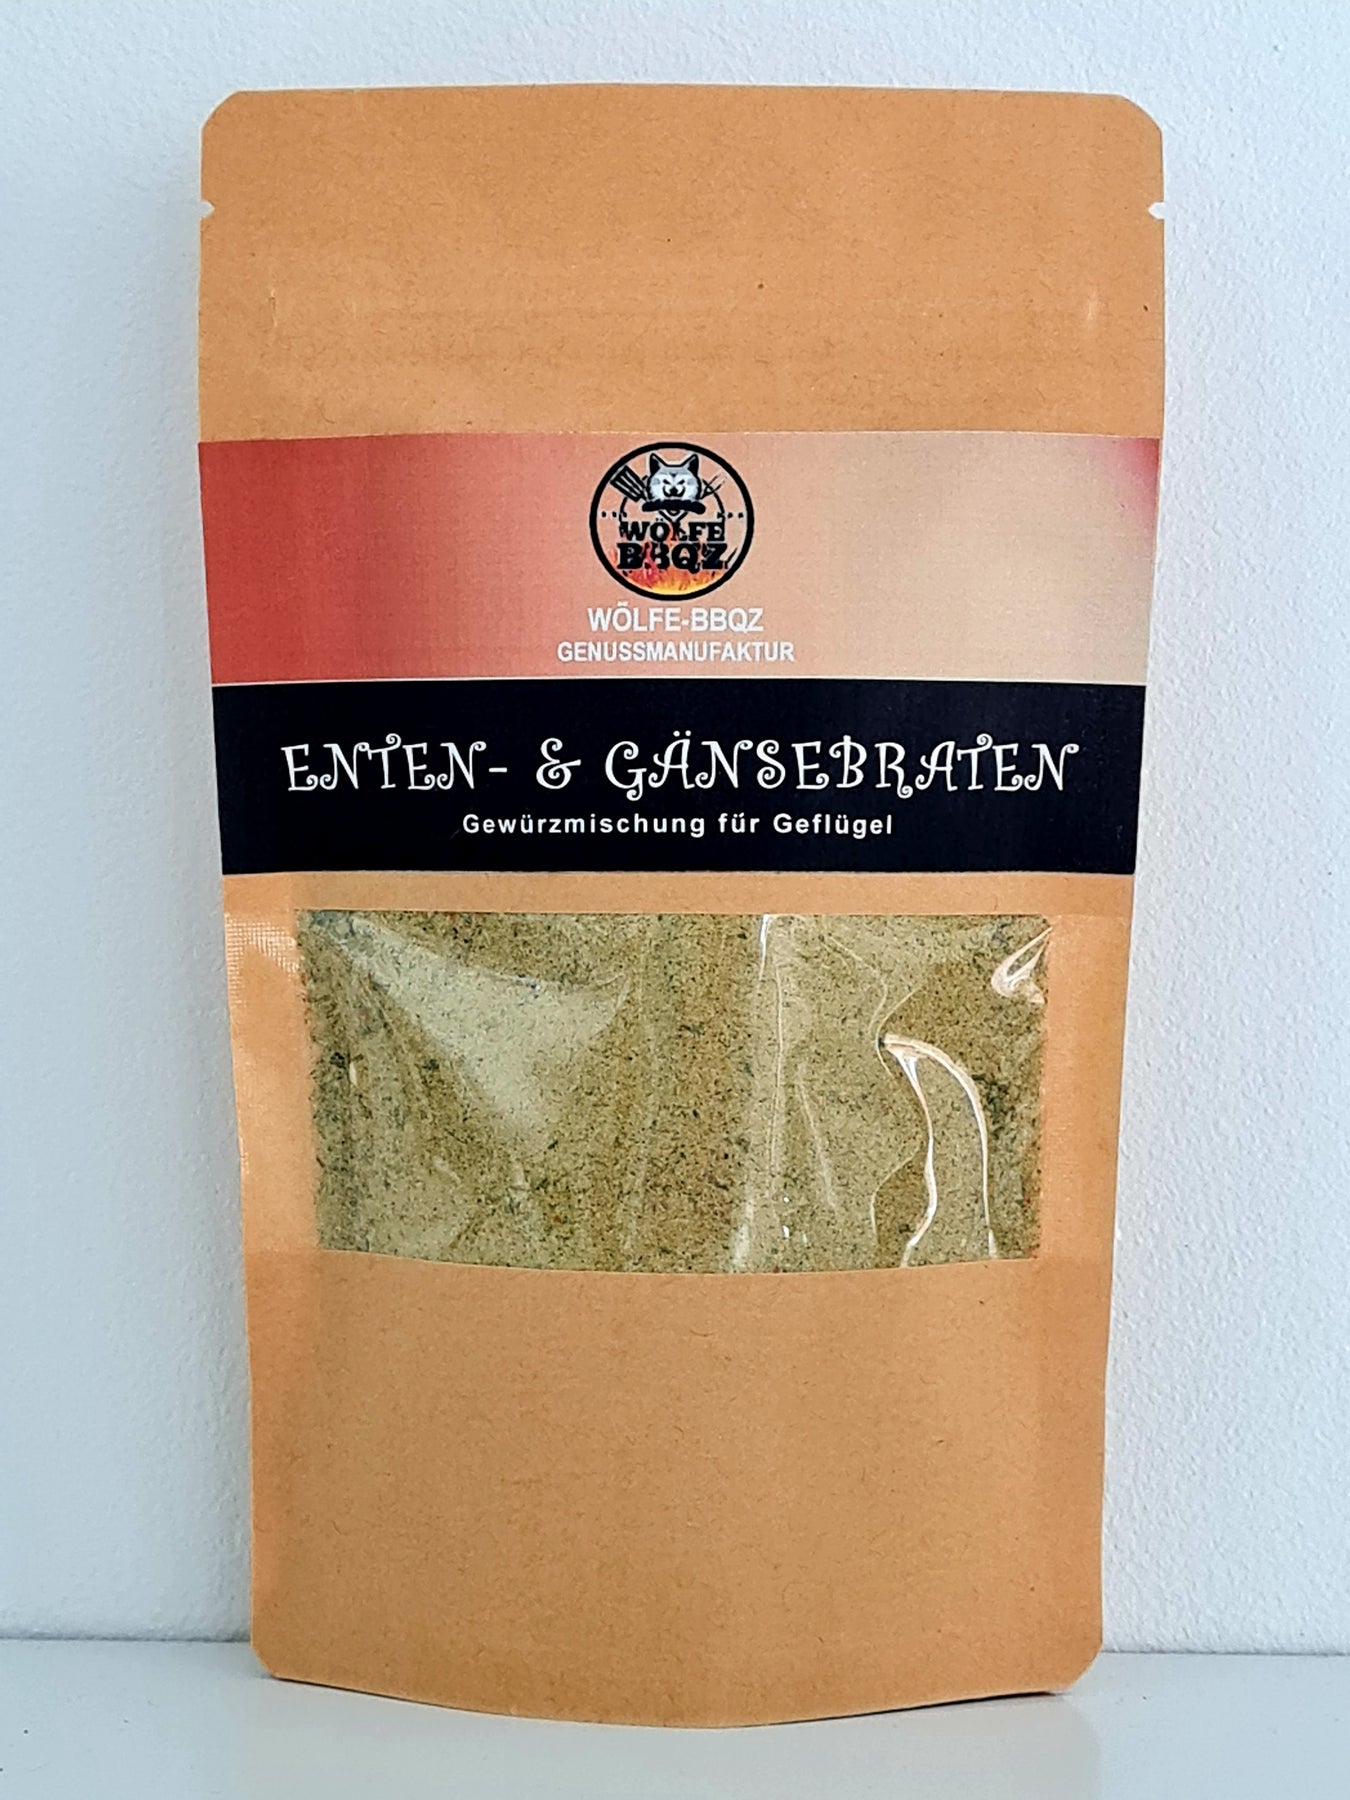 WÖLFE
BBQZ
WÖLFE-BBQZ
GENUSSMANUFAKTUR
ENTEN- & GÄNSEBRATEN
Gewürzmischung für Geflügel